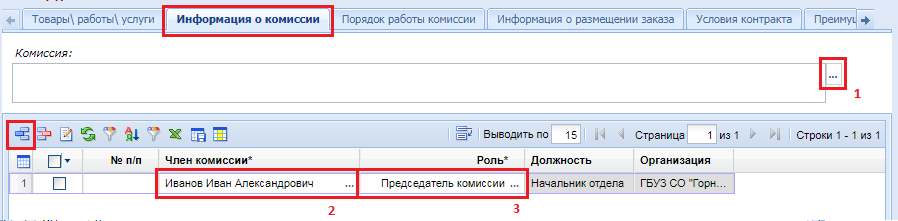 Товары\ работы\ услуги Информация о комиссии Порядок работы комиссии Информация о размещении заказа Условия контракта Преимущ
Комиссия:
...
1
Выводить по 15 Страница 1 из 1 Строки 1 - 1 из 1
№ п/п Член комиссии* Роль* Должность Организация
1 Иванов Иван Александрович ... Председатель комиссии ... Начальник отдела ГБУЗ СО "Горн...
2 3